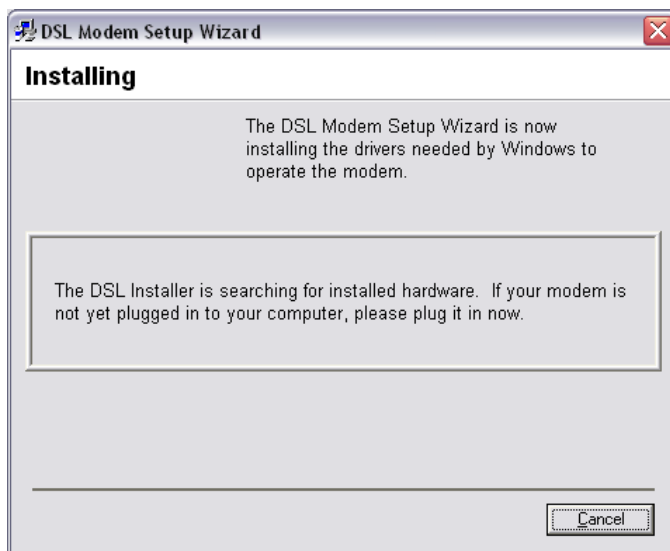 DSL Modem Setup Wizard
Installing
The DSL Modem Setup Wizard is now
installing the drivers needed by Windows to
operate the modem.
The DSL Installer is searching for installed hardware.  If your modem is
not yet plugged in to your computer, please plug it in now.
Cancel